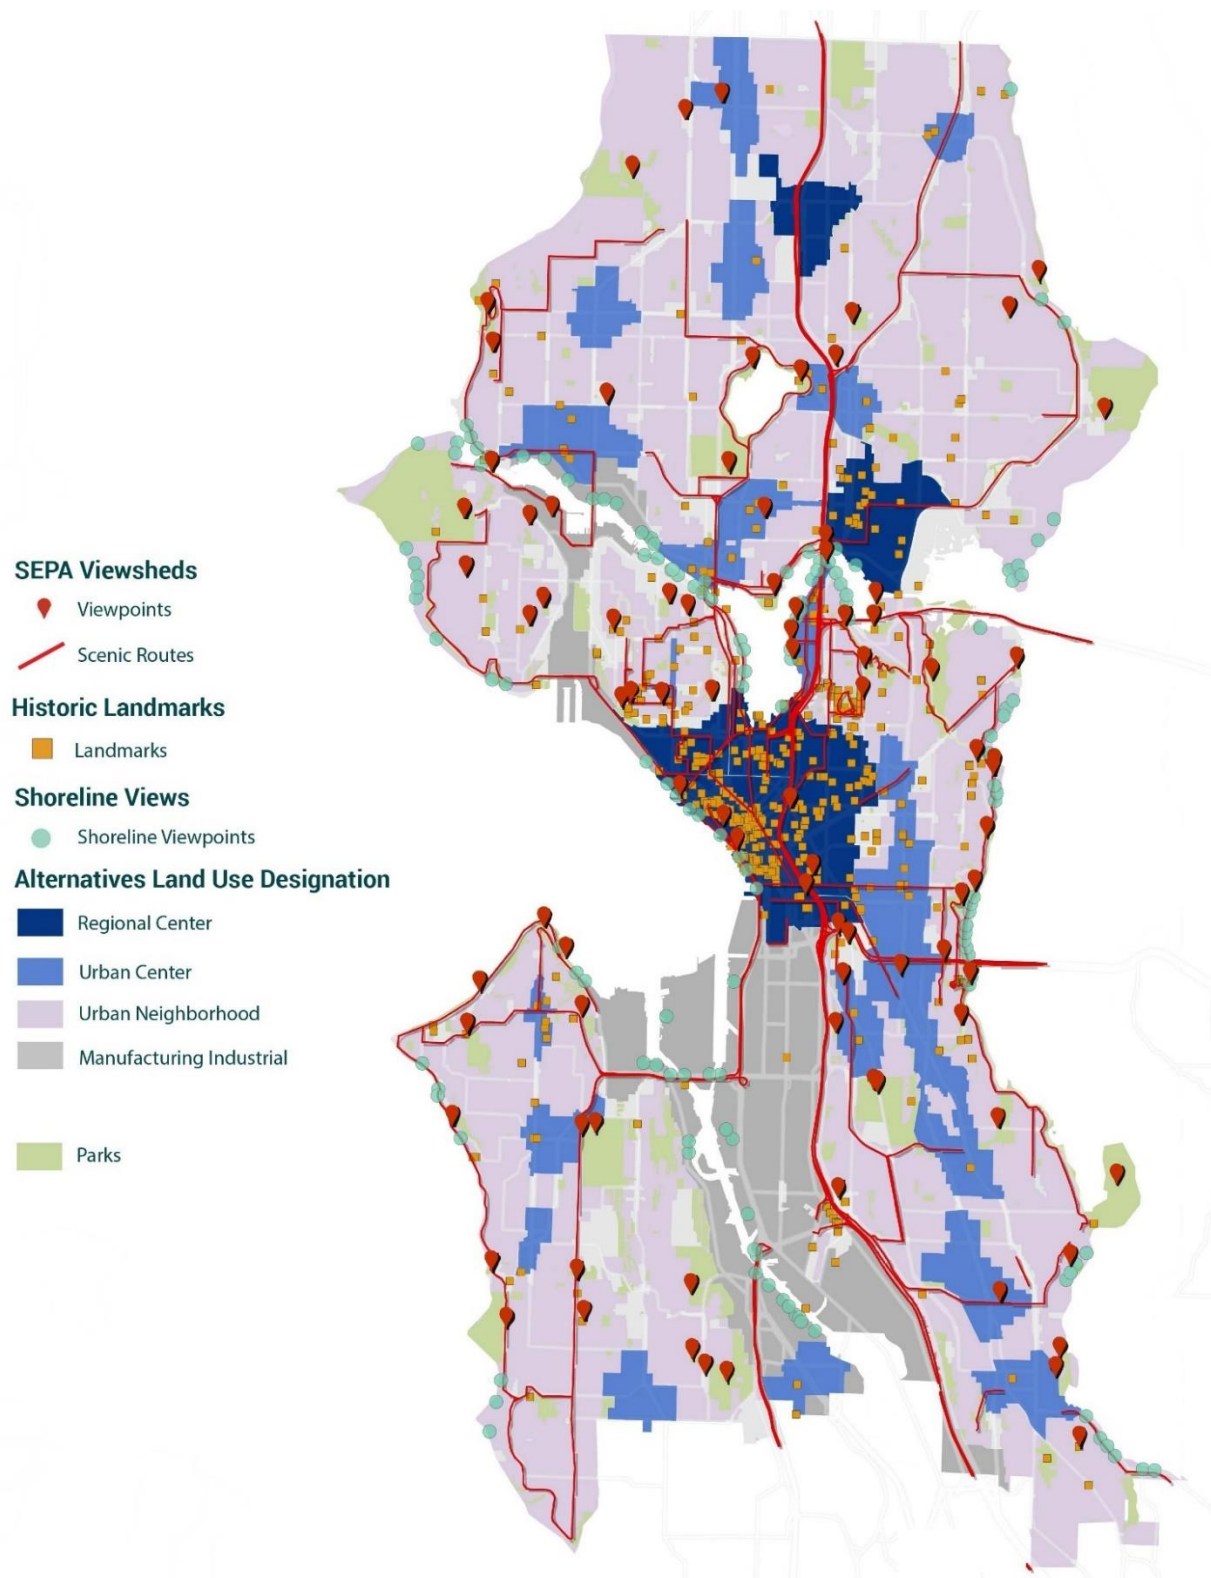 SEPA Viewsheds
Viewpoints
Scenic Routes
Historic Landmarks
Landmarks
Shoreline Views
Shoreline Viewpoints
Alternatives Land Use Designation
Regional Center
Urban Center
Urban Neighborhood
Manufacturing Industrial
Parks